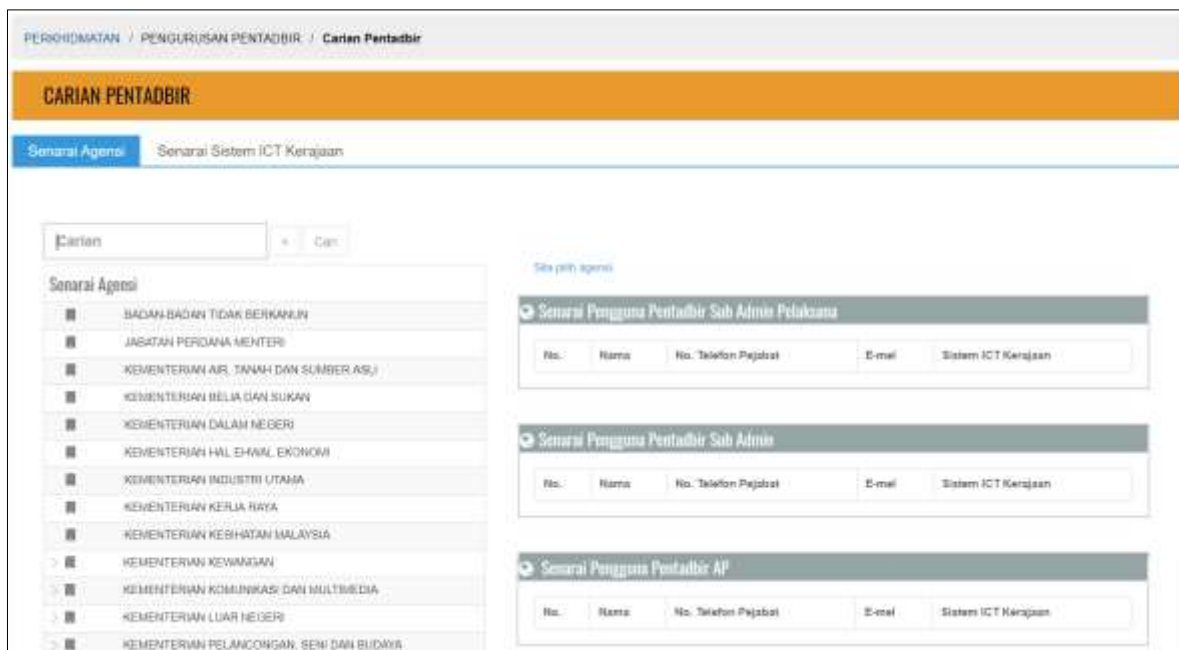 PERKHIDMATAN / PENGURUSAN PENTADBIR / Carian Pentadbir
CARIAN PENTADBIR
Senarai Agensi Senarai Sistem ICT Kerajaan
Carian × Cari
Senarai Agensi
BADAN-BADAN TIDAK BERKANUN
JABATAN PERDANA MENTERI
KEMENTERIAN AIR, TANAH DAN SUMBER ASLI
KEMENTERIAN BELIA DAN SUKAN
KEMENTERIAN DALAM NEGERI
KEMENTERIAN HAL EHWAL EKONOMI
KEMENTERIAN INDUSTRI UTAMA
KEMENTERIAN KERJA RAYA
KEMENTERIAN KESIHATAN MALAYSIA
KEMENTERIAN KEWANGAN
KEMENTERIAN KOMUNIKASI DAN MULTIMEDIA
KEMENTERIAN LUAR NEGERI
KEMENTERIAN PELANCONGAN, SENI DAN BUDAYA
Sila pilih agensi
Senarai Pengguna Pentadbir Sub Admin Pelaksana
No. Nama No. Telefon Pejabat E-mel Sistem ICT Kerajaan
Senarai Pengguna Pentadbir Sub Admin
No. Nama No. Telefon Pejabat E-mel Sistem ICT Kerajaan
Senarai Pengguna Pentadbir AP
No. Nama No. Telefon Pejabat E-mel Sistem ICT Kerajaan